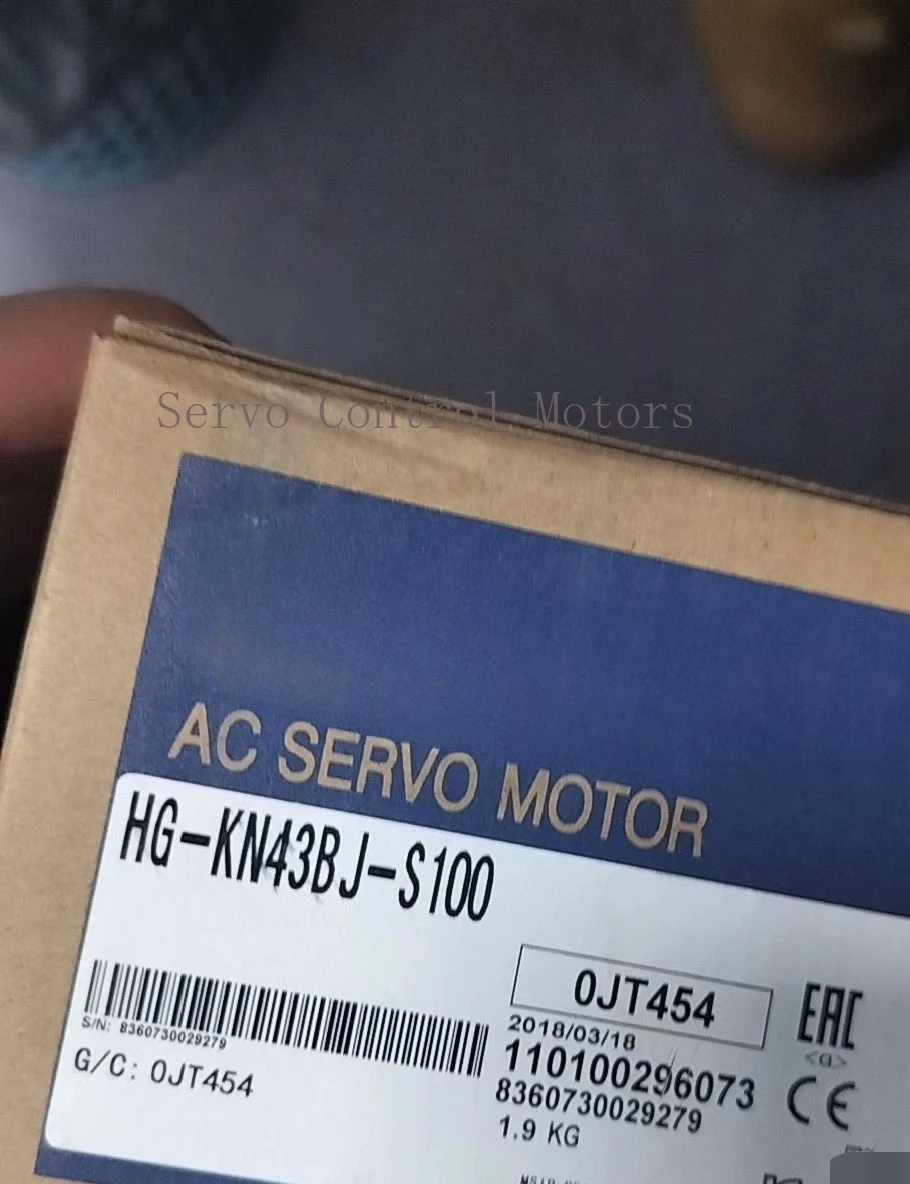 Servo Control Motors
AC SERVO MOTOR
HG-KN43BJ-S100
0JT454
2018/03/18
110100296073
8360730029279
1.9 KG
S/N: 8360730029279
G/C: 0JT454
EAC
<a>
CE